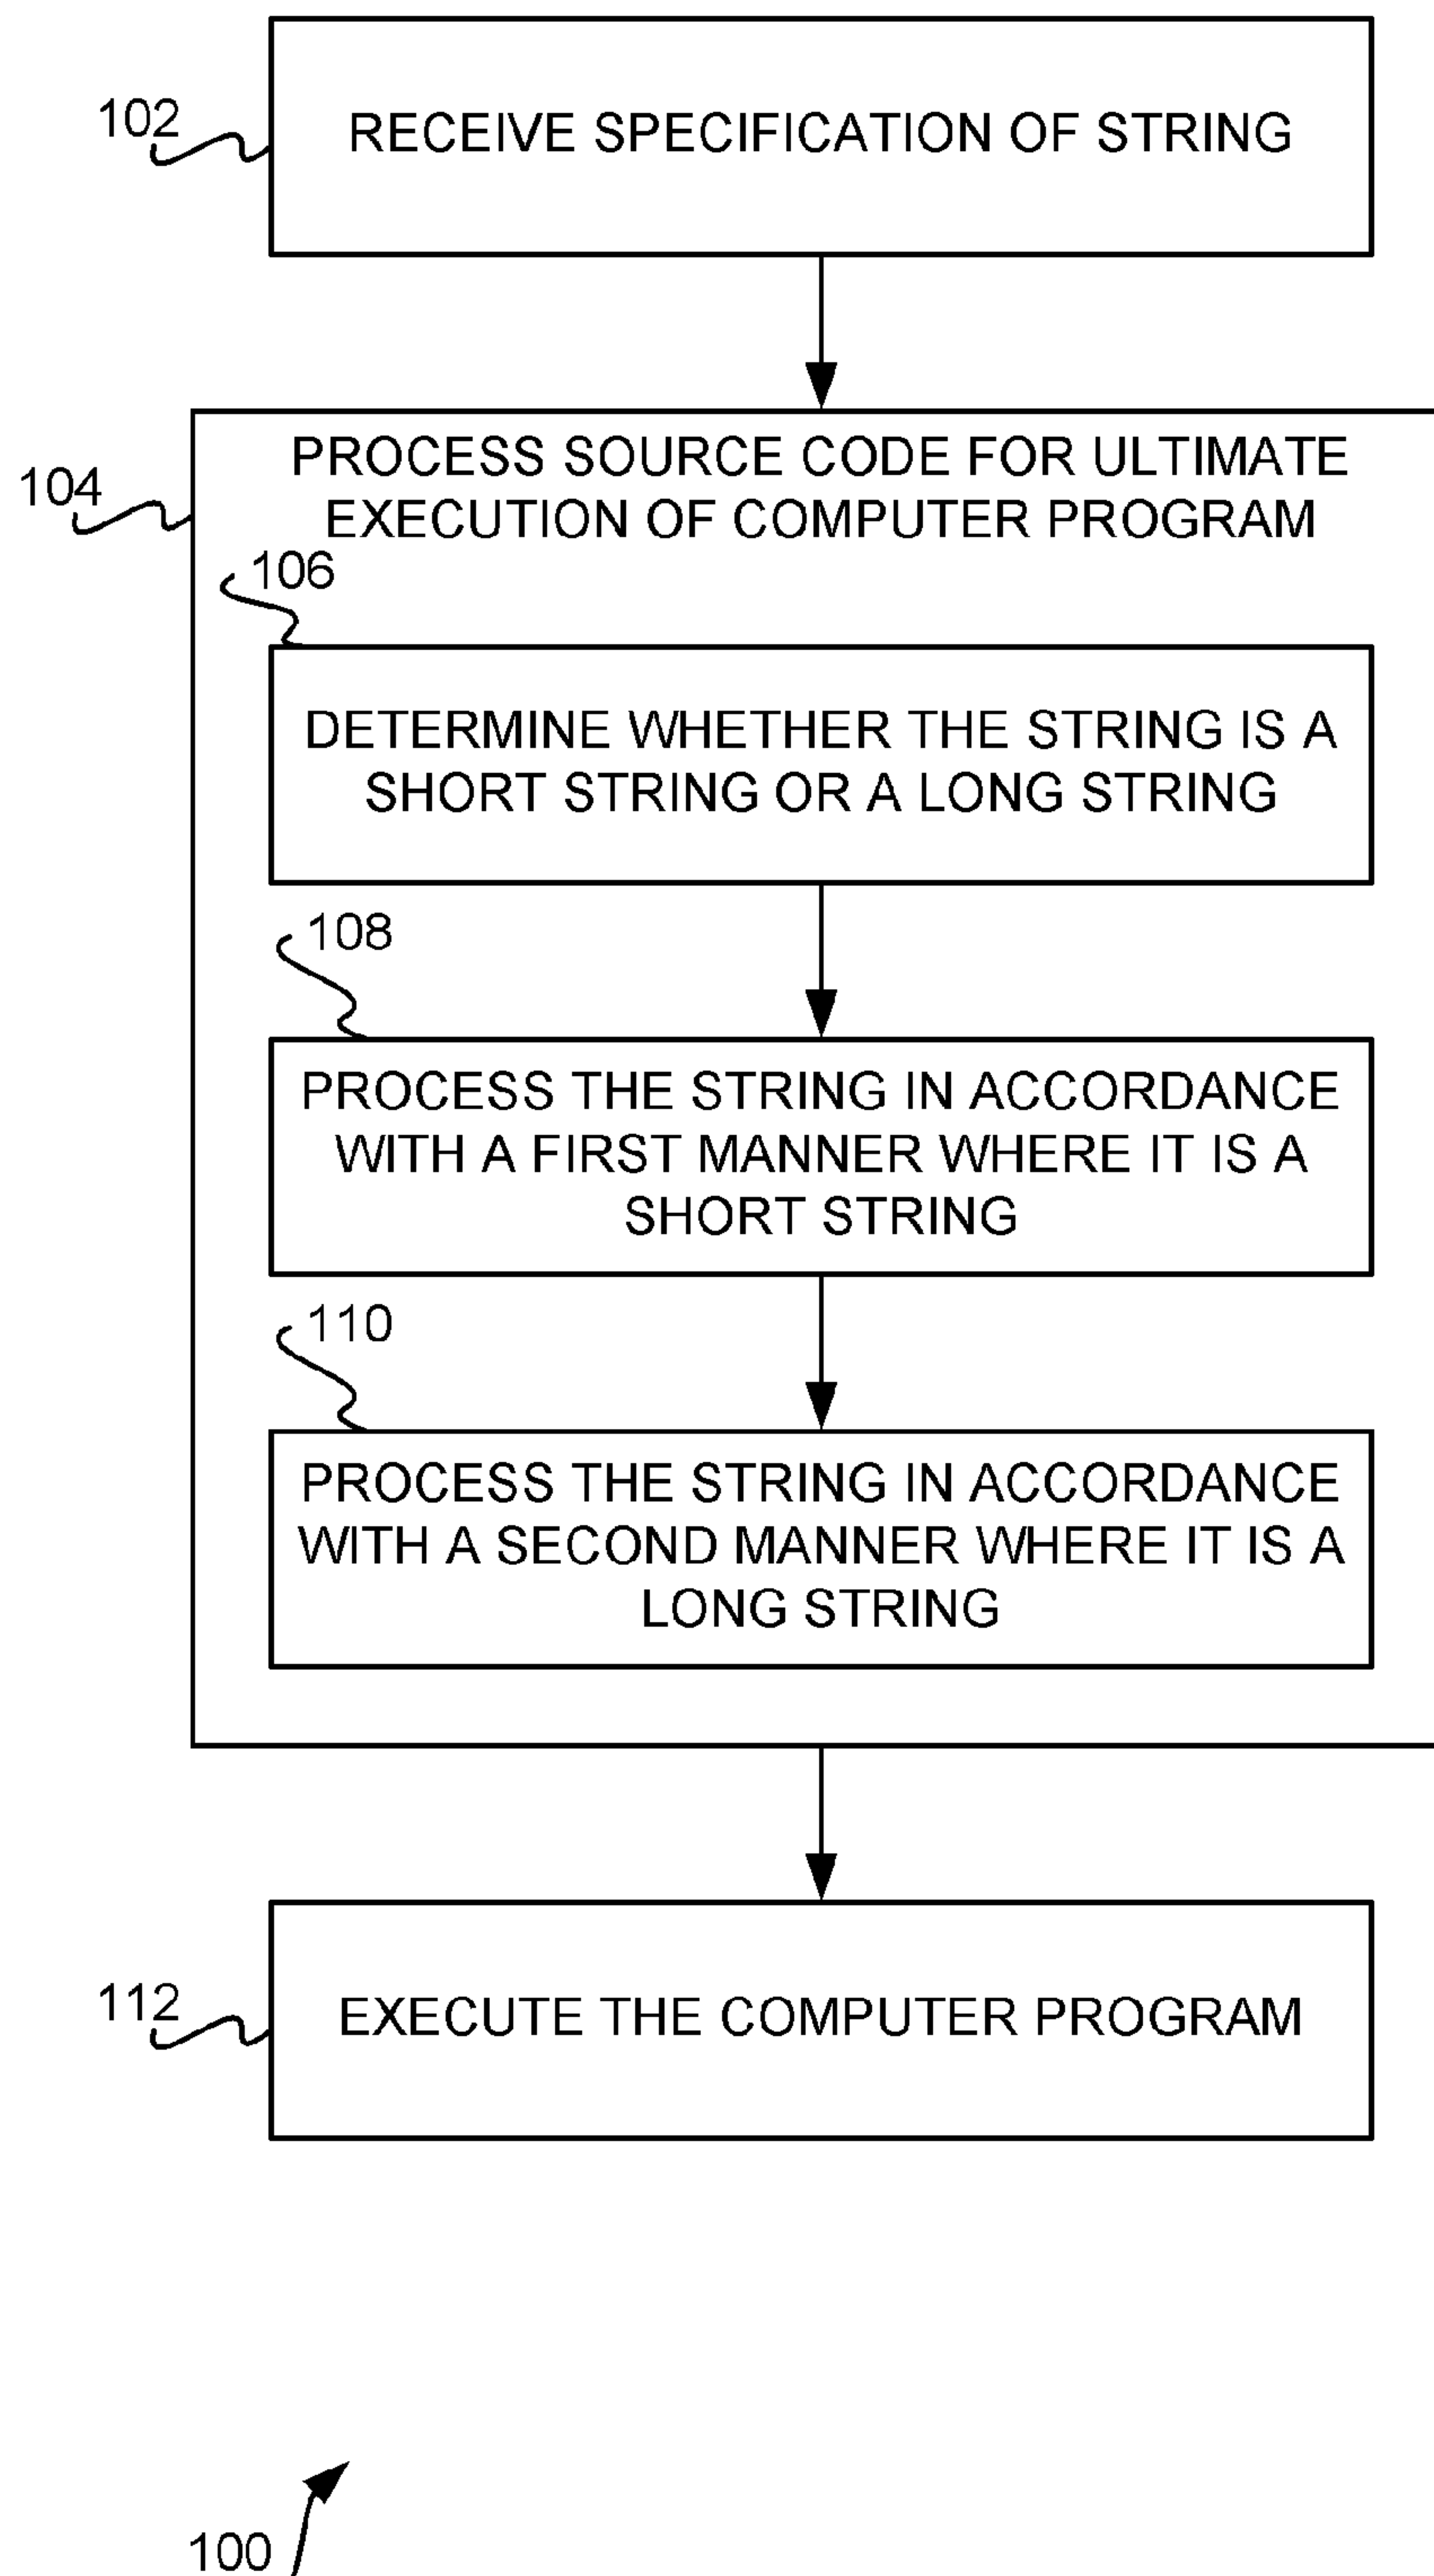 102
RECEIVE SPECIFICATION OF STRING
104
PROCESS SOURCE CODE FOR ULTIMATE
EXECUTION OF COMPUTER PROGRAM
106
DETERMINE WHETHER THE STRING IS A
SHORT STRING OR A LONG STRING
108
PROCESS THE STRING IN ACCORDANCE
WITH A FIRST MANNER WHERE IT IS A
SHORT STRING
110
PROCESS THE STRING IN ACCORDANCE
WITH A SECOND MANNER WHERE IT IS A
LONG STRING
112
EXECUTE THE COMPUTER PROGRAM
100